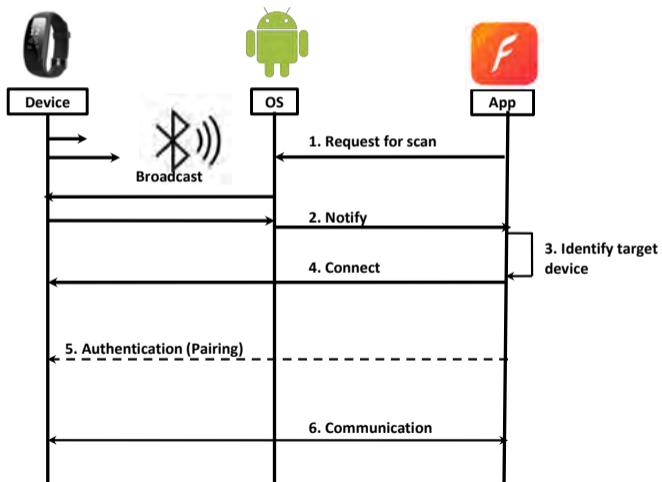 Device
OS
App
1. Request for scan
Broadcast
2. Notify
3. Identify target
device
4. Connect
5. Authentication (Pairing)
6. Communication